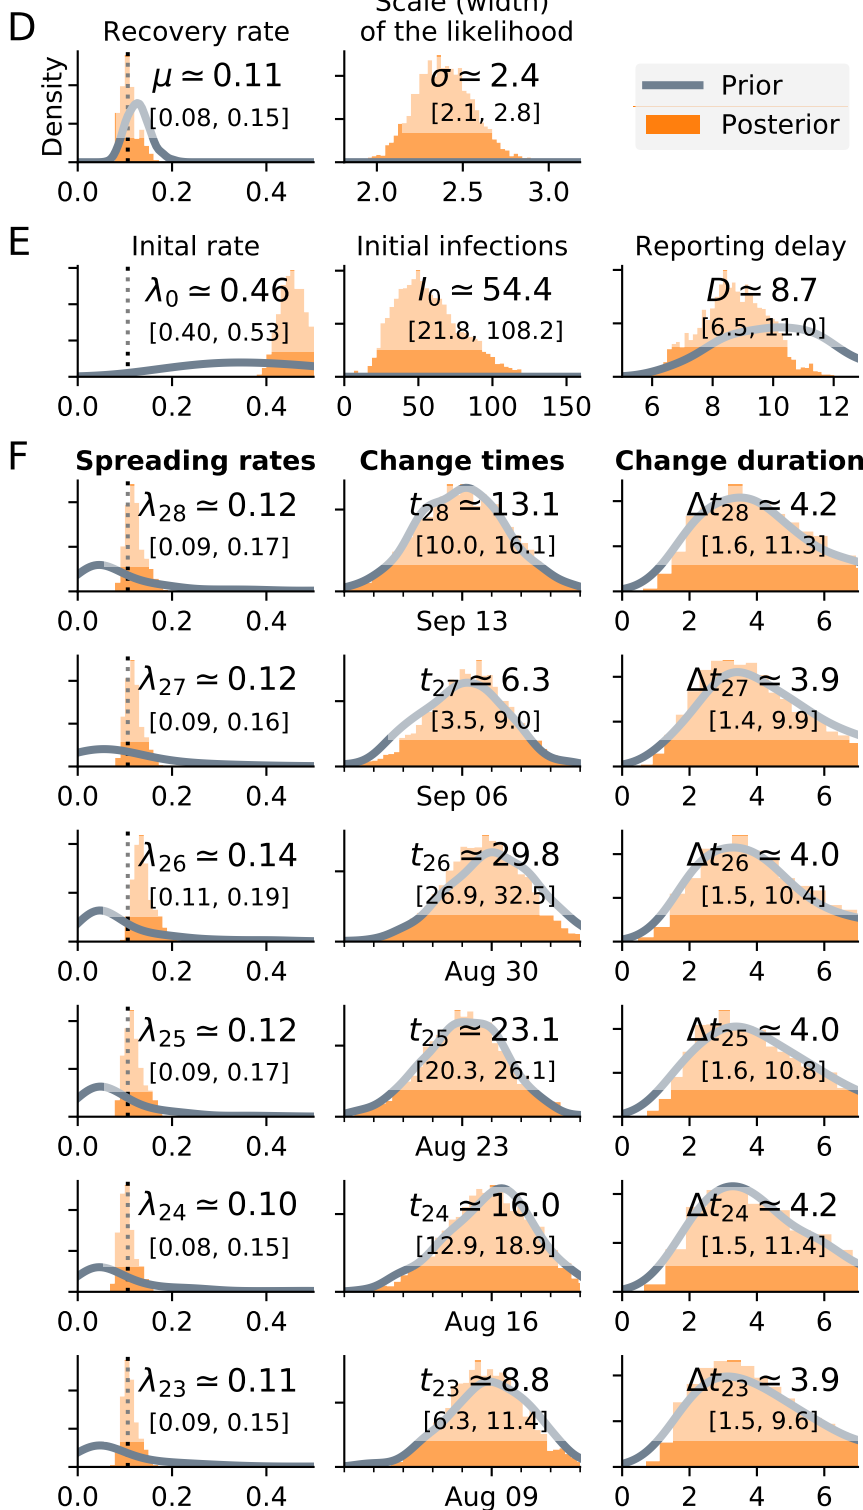 D
Recovery rate
Scale (width)
of the likelihood
Density
μ ≃ 0.11
[0.08, 0.15]
0.0 0.2 0.4
σ ≃ 2.4
[2.1, 2.8]
2.0 2.5 3.0
Prior
Posterior
E
Inital rate
λ0 ≃ 0.46
[0.40, 0.53]
0.0 0.2 0.4
Initial infections
I0 ≃ 54.4
[21.8, 108.2]
0 50 100 150
Reporting delay
D ≃ 8.7
[6.5, 11.0]
6 8 10 12
F
Spreading rates
Change times
Change duration
λ28 ≃ 0.12
[0.09, 0.17]
0.0 0.2 0.4
t28 ≃ 13.1
[10.0, 16.1]
Sep 13
Δt28 ≃ 4.2
[1.6, 11.3]
0 2 4 6
λ27 ≃ 0.12
[0.09, 0.16]
0.0 0.2 0.4
t27 ≃ 6.3
[3.5, 9.0]
Sep 06
Δt27 ≃ 3.9
[1.4, 9.9]
0 2 4 6
λ26 ≃ 0.14
[0.11, 0.19]
0.0 0.2 0.4
t26 ≃ 29.8
[26.9, 32.5]
Aug 30
Δt26 ≃ 4.0
[1.5, 10.4]
0 2 4 6
λ25 ≃ 0.12
[0.09, 0.17]
0.0 0.2 0.4
t25 ≃ 23.1
[20.3, 26.1]
Aug 23
Δt25 ≃ 4.0
[1.6, 10.8]
0 2 4 6
λ24 ≃ 0.10
[0.08, 0.15]
0.0 0.2 0.4
t24 ≃ 16.0
[12.9, 18.9]
Aug 16
Δt24 ≃ 4.2
[1.5, 11.4]
0 2 4 6
λ23 ≃ 0.11
[0.09, 0.15]
0.0 0.2 0.4
t23 ≃ 8.8
[6.3, 11.4]
Aug 09
Δt23 ≃ 3.9
[1.5, 9.6]
0 2 4 6